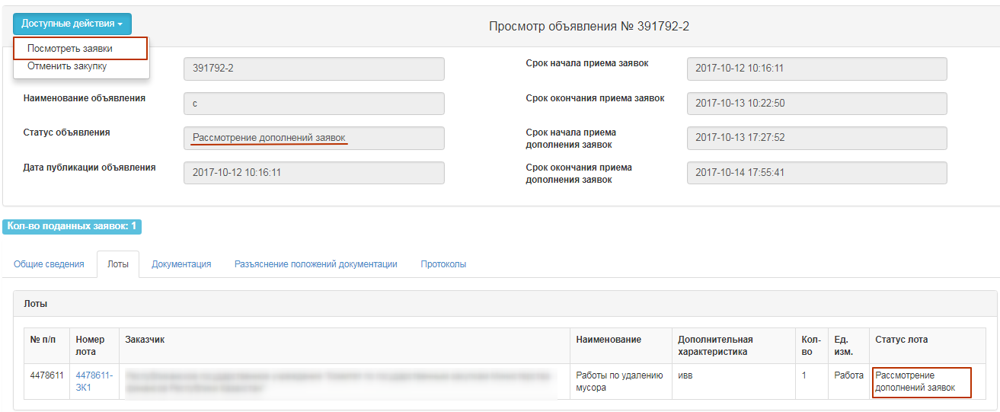 Доступные действия
Просмотр объявления № 391792-2
Посмотреть заявки
Отменить закупку
391792-2
Срок начала приема заявок
2017-10-12 10:16:11
Наименование объявления
с
Срок окончания приема заявок
2017-10-13 10:22:50
Статус объявления
Рассмотрение дополнений заявок
Срок начала приема
дополнения заявок
2017-10-13 17:27:52
Дата публикации объявления
2017-10-12 10:16:11
Срок окончания приема
дополнения заявок
2017-10-14 17:55:41
Кол-во поданных заявок: 1
Общие сведения
Лоты
Документация
Разъяснение положений документации
Протоколы
Лоты
№ п/п
Номер
лота
Заказчик
Наименование
Дополнительная
характеристика
Кол-
во
Ед.
изм.
Статус лота
4478611
4478611-
ЗК1
Работы по удалению
мусора
ивв
1
Работа
Рассмотрение
дополнений заявок